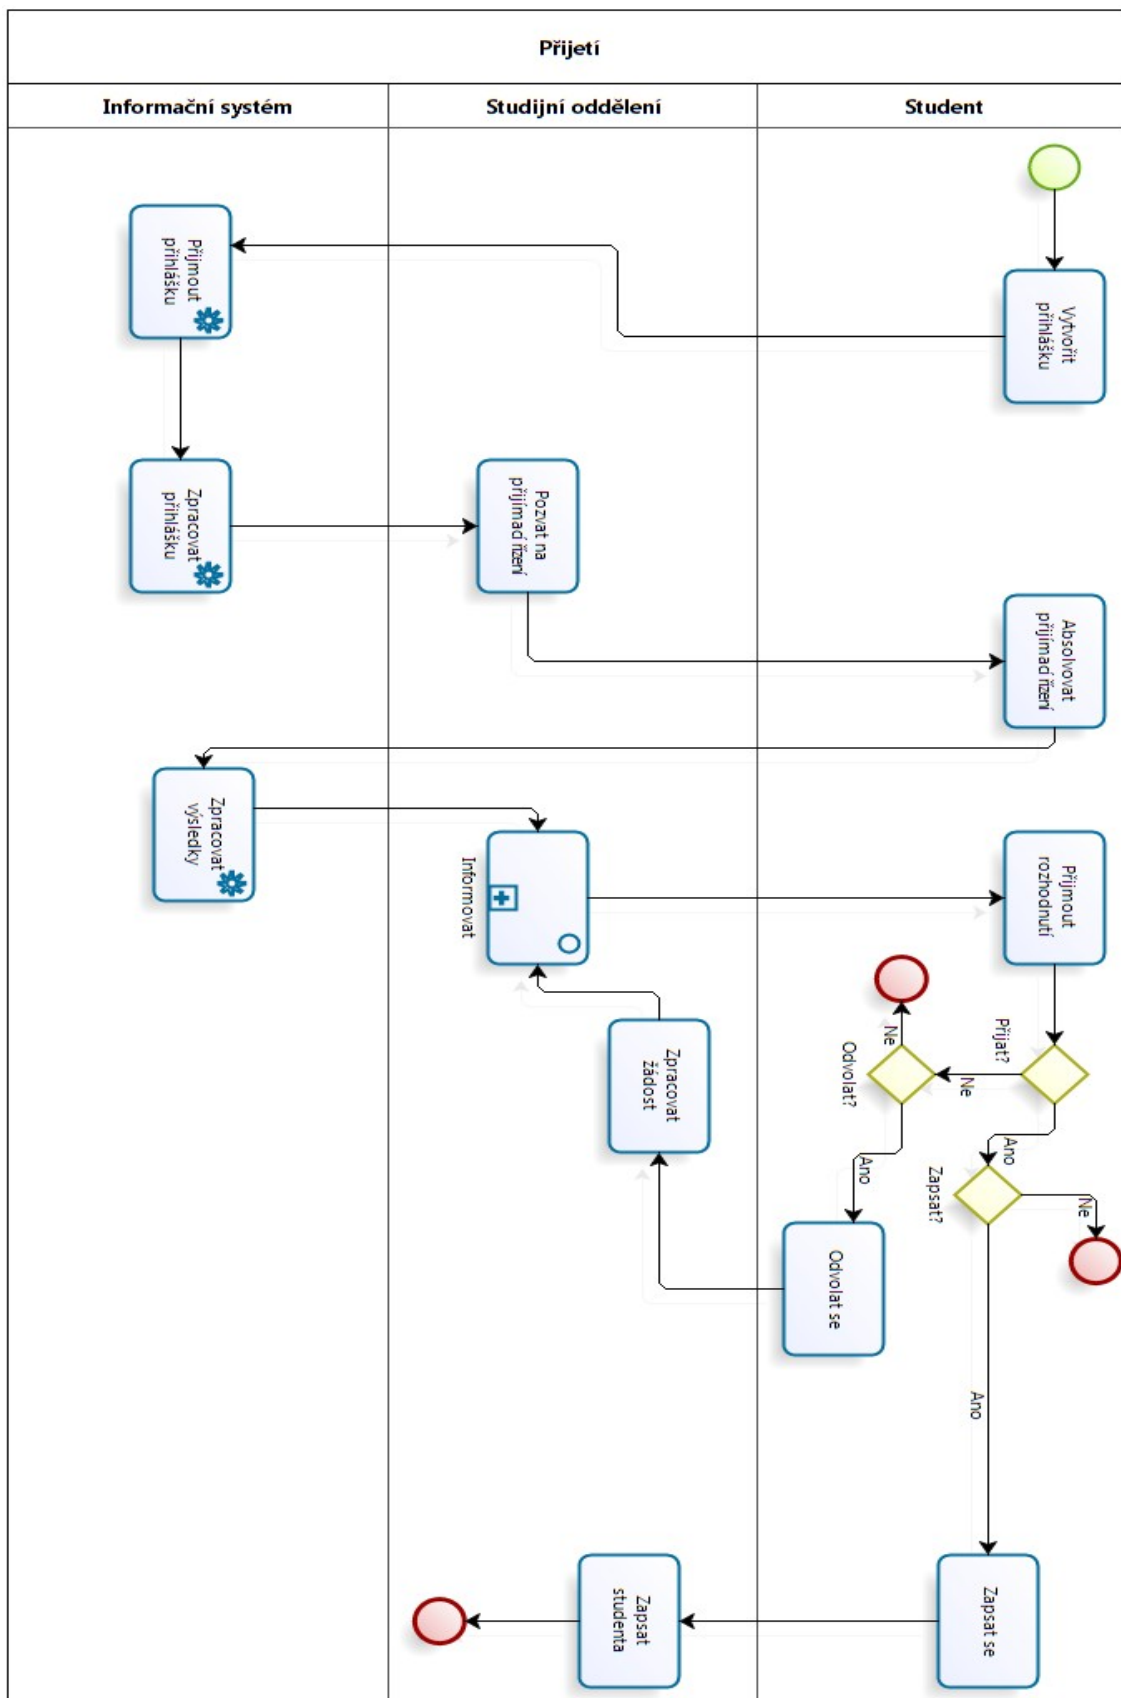 Přijetí
Informační systém
Studijní oddělení
Student
Vytvořit
přihlášku
Přijmout
přihlášku
Zpracovat
přihlášku
Pozvat na
přijímací řízení
Absolvovat
přijímací řízení
Zpracovat
výsledky
Informovat
Přijmout
rozhodnutí
Přijat?
Ne
Ano
Odvolat?
Ne
Ano
Zapsat?
Ne
Ano
Zpracovat
žádost
Odvolat se
Zapsat se
Zapsat
studenta